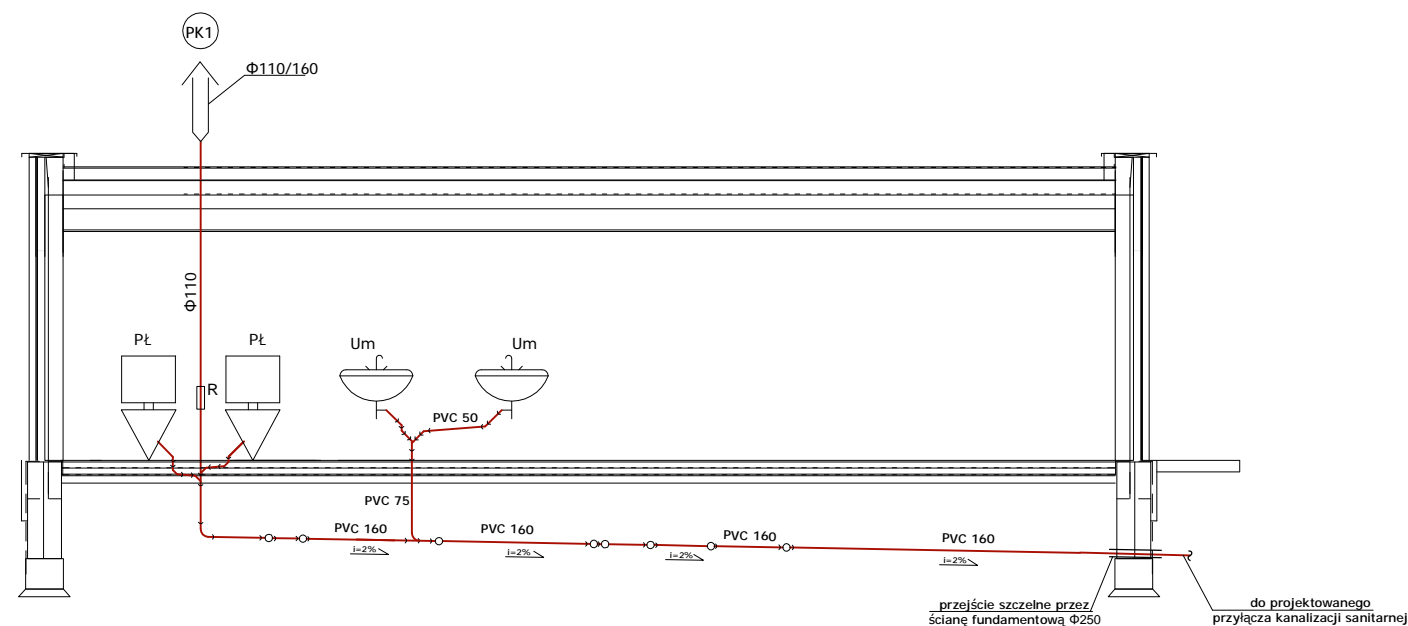 PK1
Φ110/160
Φ110
PŁ
PŁ
R
Um
Um
PVC 50
PVC 75
PVC 160
i=2%
PVC 160
i=2%
PVC 160
i=2%
PVC 160
i=2%
przejście szczelne przez
ścianę fundamentową Φ250
do projektowanego
przyłącza kanalizacji sanitarnej